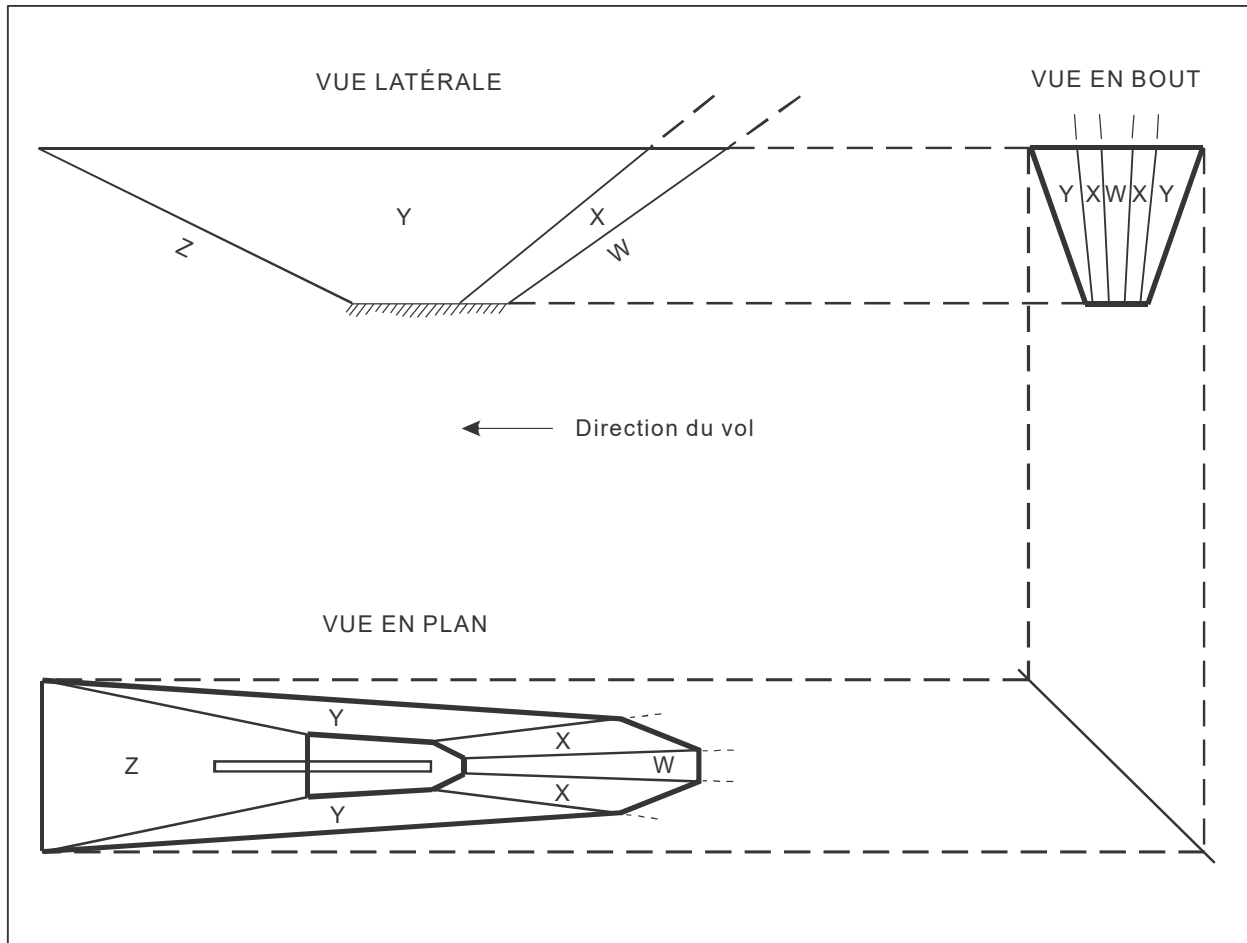 VUE LATÉRALE
VUE EN BOUT
Y
X
Z
W
Y X W X Y
Direction du vol
VUE EN PLAN
Y
X
Z
W
X
Y